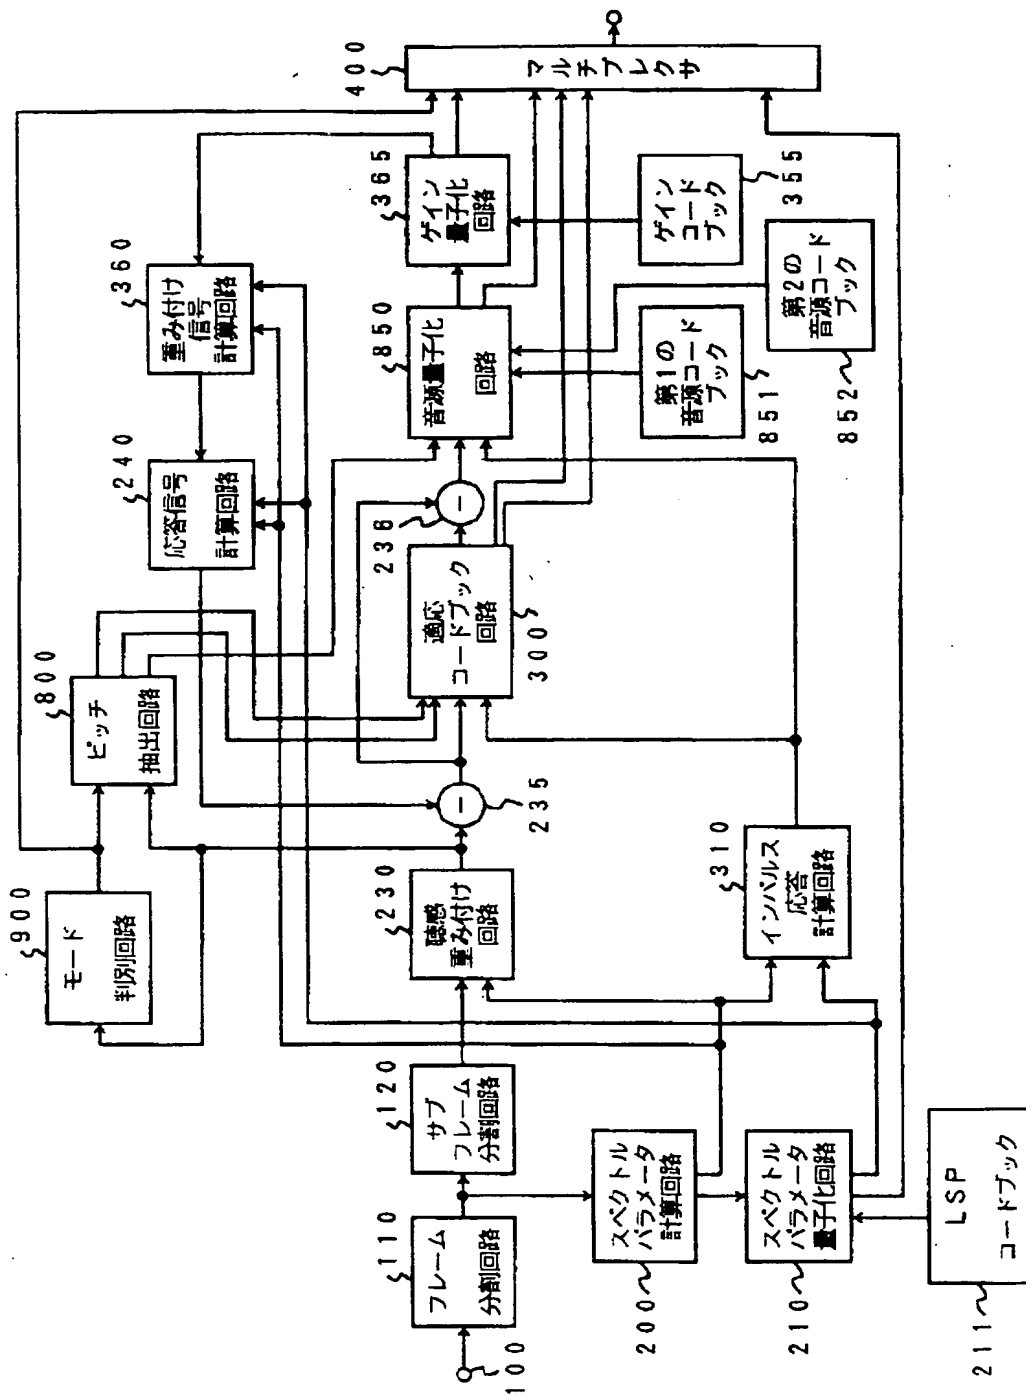 900
モード
判別回路
800
ピッチ
抽出回路
240
応答信号
計算回路
360
重み付け
信号
計算回路
400
マルチプレクサ
100
110
フレーム
分割回路
120
サブ
フレーム
分割回路
230
聴感
重み付け
回路
235
−
236
−
300
適応
コードブック
回路
850
音源量子化
回路
365
ゲイン
量子化
回路
355
ゲイン
コード
ブック
851
第1の
音源コード
ブック
852
第2の
音源コード
ブック
310
インパルス
応答
計算回路
200
スペクトル
パラメータ
計算回路
210
スペクトル
パラメータ
量子化回路
211
LSP
コードブック